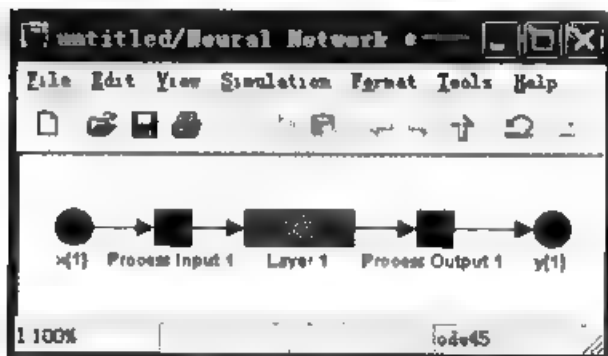 untitled/Neural Network
File Edit View Simulation Format Tools Help
x(1) Process Input 1 Layer 1 Process Output 1 y(1)
100% ode45